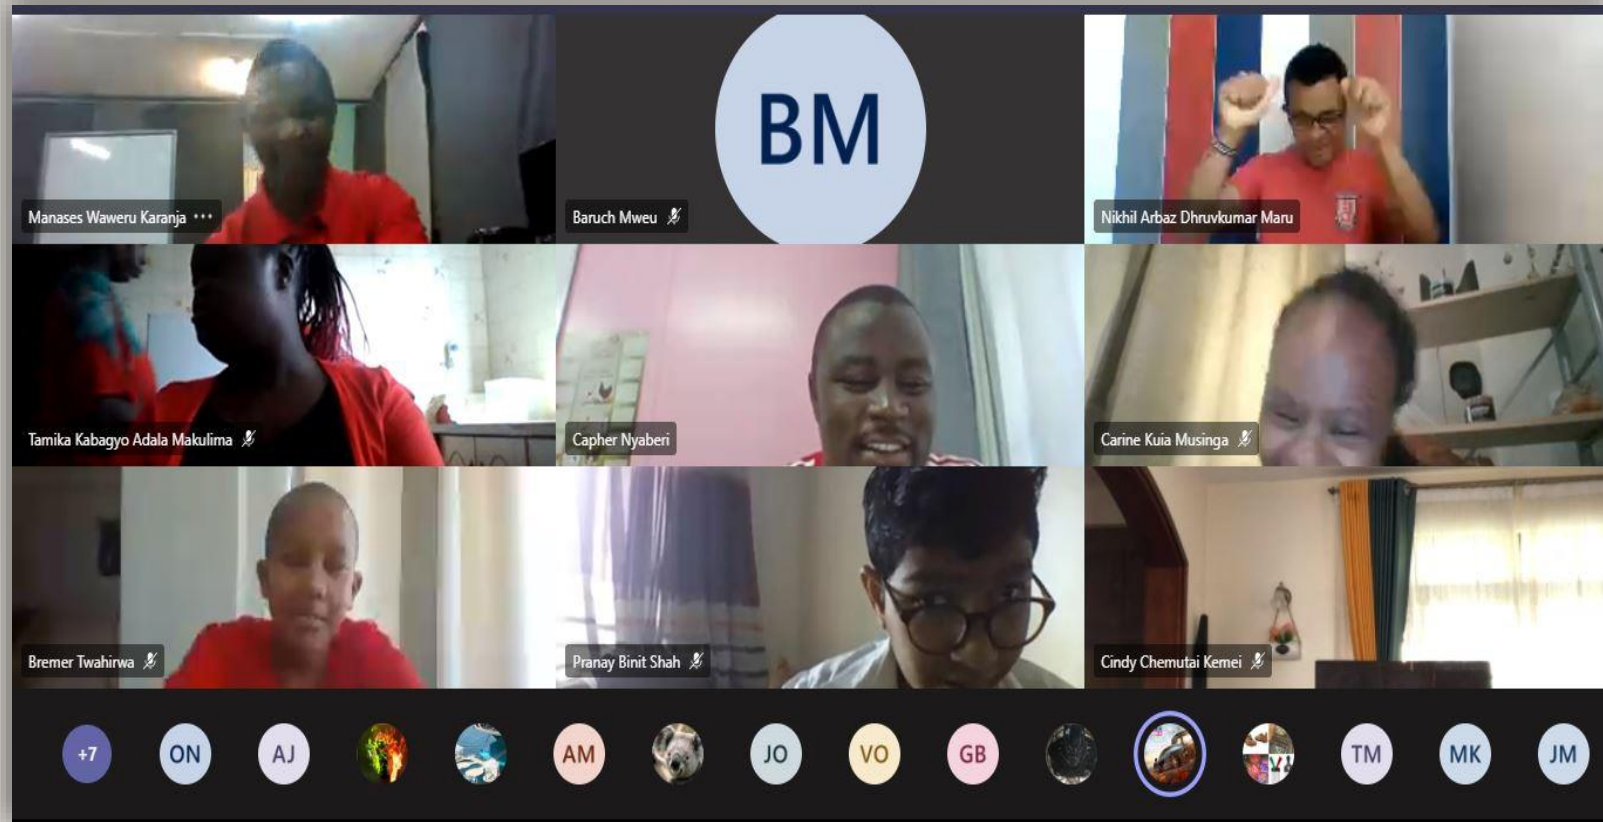 BM
Manases Waweru Karanja ...
Baruch Mweu
Nikhil Arbaz Dhruvkumar Maru
Tamika Kabagyo Adala Makulima
Capher Nyaberi
Carine Kuia Musinga
Bremer Twahirwa
Pranay Binit Shah
Cindy Chemutai Kemei
+7 ON AJ AM JO VO GB TM MK JM